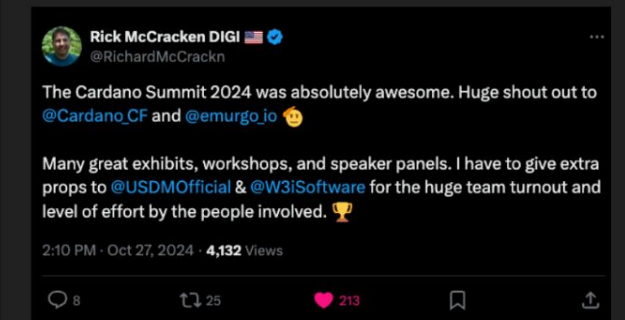 Rick McCracken DIGI 🇺🇸
@RichardMcCrackn
The Cardano Summit 2024 was absolutely awesome. Huge shout out to
@Cardano_CF and @emurgo_io 🫡
Many great exhibits, workshops, and speaker panels. I have to give extra
props to @USDMOfficial & @W3iSoftware for the huge team turnout and
level of effort by the people involved. 🏆
2:10 PM · Oct 27, 2024 · 4,132 Views
8 25 213